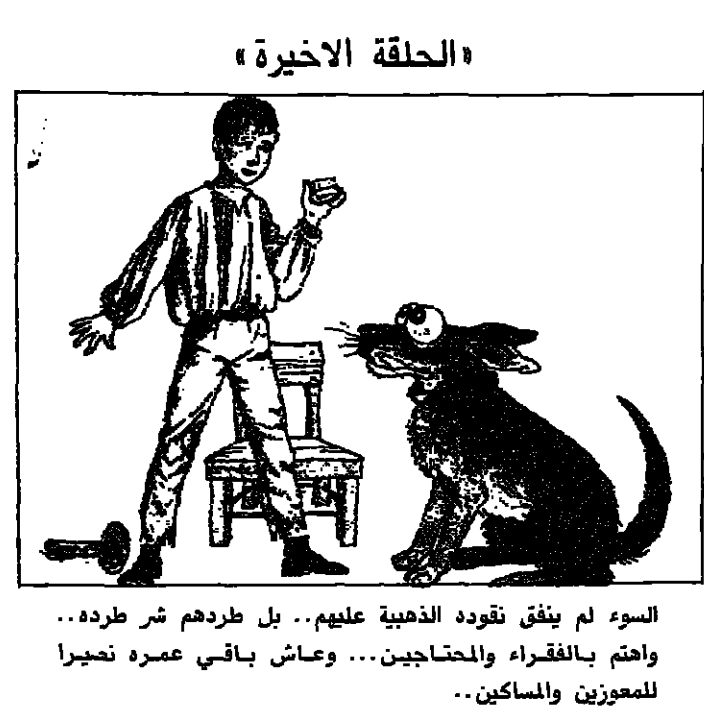 «الحلقة الاخيرة»
السوء لم ينفق نقوده الذهبية عليهم.. بل طردهم شر طرده..
واهتم بالفقراء والمحتاجين... وعاش باقي عمره نصيرا
للمعوزين والمساكين..